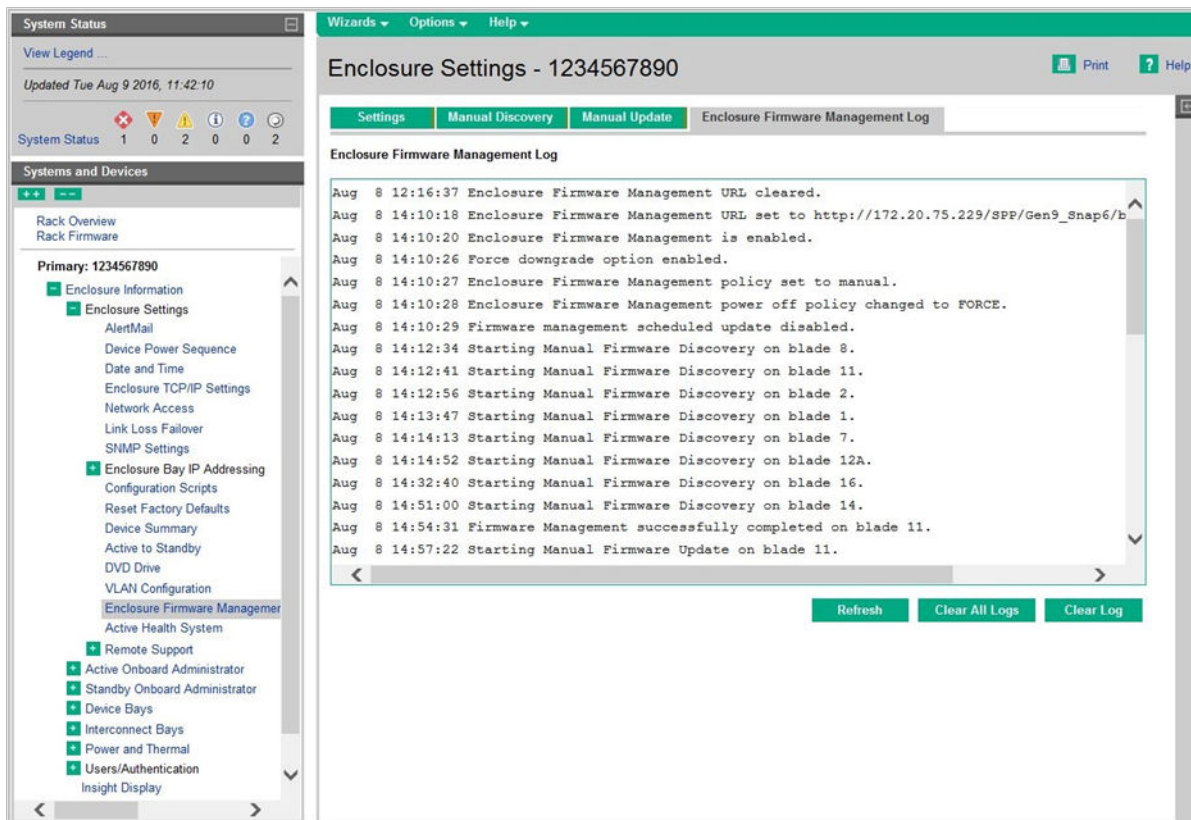 System Status
View Legend ...
Updated Tue Aug 9 2016, 11:42:10
System Status 1 0 2 0 0 2
Systems and Devices
Rack Overview
Rack Firmware
Primary: 1234567890
Enclosure Information
Enclosure Settings
AlertMail
Device Power Sequence
Date and Time
Enclosure TCP/IP Settings
Network Access
Link Loss Failover
SNMP Settings
Enclosure Bay IP Addressing
Configuration Scripts
Reset Factory Defaults
Device Summary
Active to Standby
DVD Drive
VLAN Configuration
Enclosure Firmware Managemer
Active Health System
Remote Support
Active Onboard Administrator
Standby Onboard Administrator
Device Bays
Interconnect Bays
Power and Thermal
Users/Authentication
Insight Display
Wizards Options Help
Enclosure Settings - 1234567890
Print ? Help
Settings Manual Discovery Manual Update Enclosure Firmware Management Log
Enclosure Firmware Management Log
Aug 8 12:16:37 Enclosure Firmware Management URL cleared.
Aug 8 14:10:18 Enclosure Firmware Management URL set to http://172.20.75.229/SPP/Gen9_Snap6/b
Aug 8 14:10:20 Enclosure Firmware Management is enabled.
Aug 8 14:10:26 Force downgrade option enabled.
Aug 8 14:10:27 Enclosure Firmware Management policy set to manual.
Aug 8 14:10:28 Enclosure Firmware Management power off policy changed to FORCE.
Aug 8 14:10:29 Firmware management scheduled update disabled.
Aug 8 14:12:34 Starting Manual Firmware Discovery on blade 8.
Aug 8 14:12:41 Starting Manual Firmware Discovery on blade 11.
Aug 8 14:12:56 Starting Manual Firmware Discovery on blade 2.
Aug 8 14:13:47 Starting Manual Firmware Discovery on blade 1.
Aug 8 14:14:13 Starting Manual Firmware Discovery on blade 7.
Aug 8 14:14:52 Starting Manual Firmware Discovery on blade 12A.
Aug 8 14:32:40 Starting Manual Firmware Discovery on blade 16.
Aug 8 14:51:00 Starting Manual Firmware Discovery on blade 14.
Aug 8 14:54:31 Firmware Management successfully completed on blade 11.
Aug 8 14:57:22 Starting Manual Firmware Update on blade 11.
Refresh Clear All Logs Clear Log